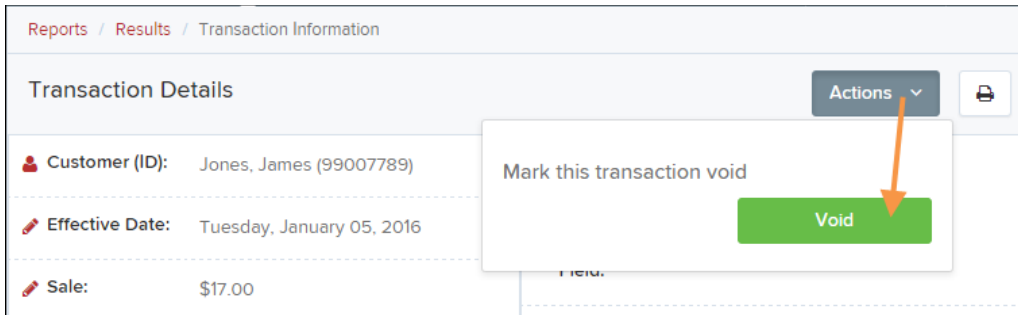 Reports / Results / Transaction Information
Transaction Details
Actions
Customer (ID): Jones, James (99007789)
Mark this transaction void
Effective Date: Tuesday, January 05, 2016
Void
Sale: $17.00